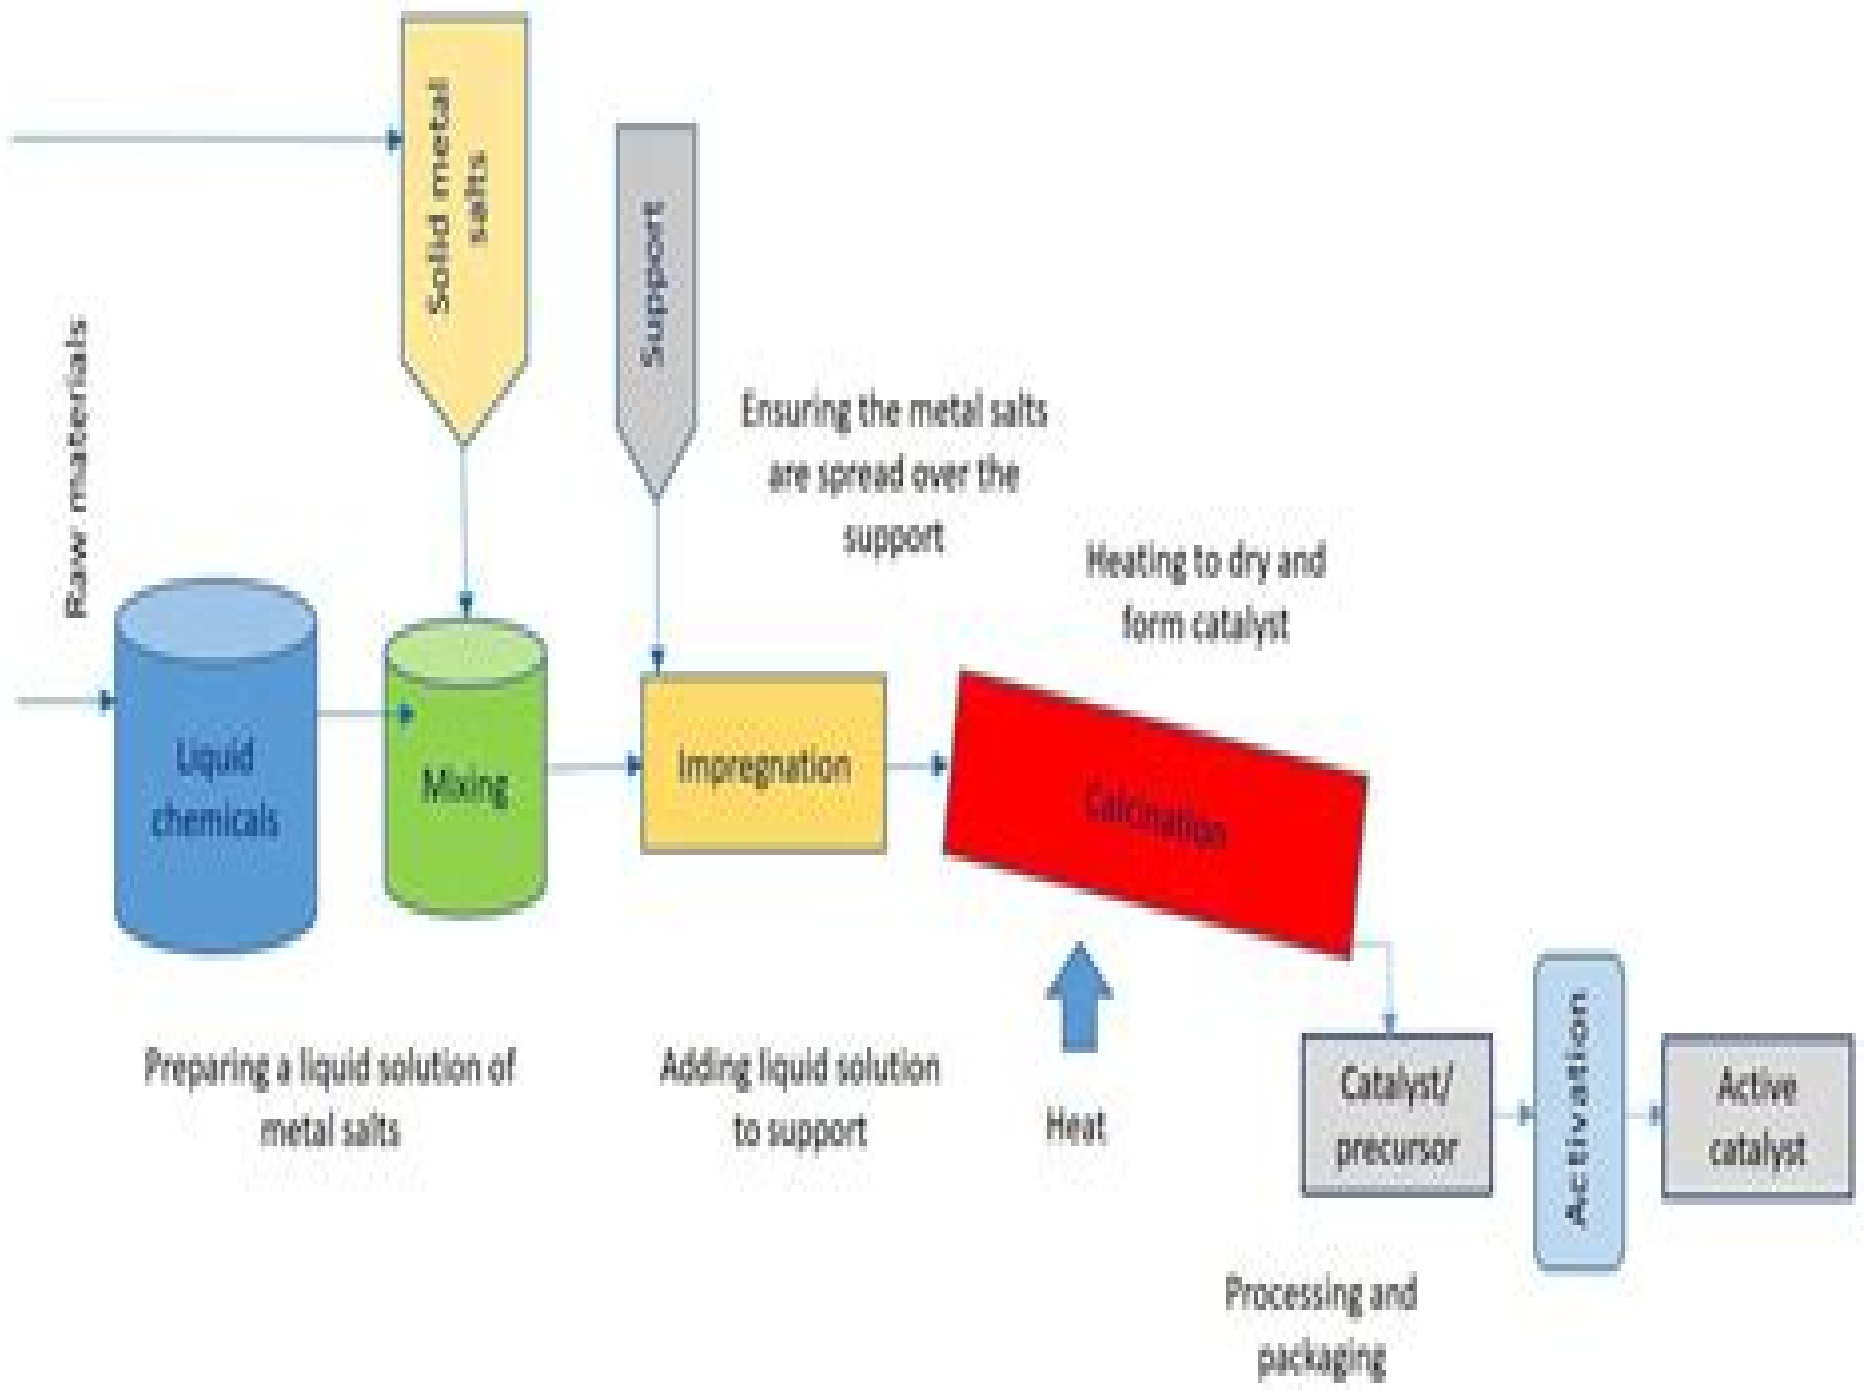 Solid metal
salts
Support
Raw materials
Ensuring the metal salts
are spread over the
support
Heating to dry and
form catalyst
Liquid
chemicals
Mixing
Impregnation
Calcination
Preparing a liquid solution of
metal salts
Adding liquid solution
to support
Heat
Catalyst/
precursor
Activation
Active
catalyst
Processing and
packaging